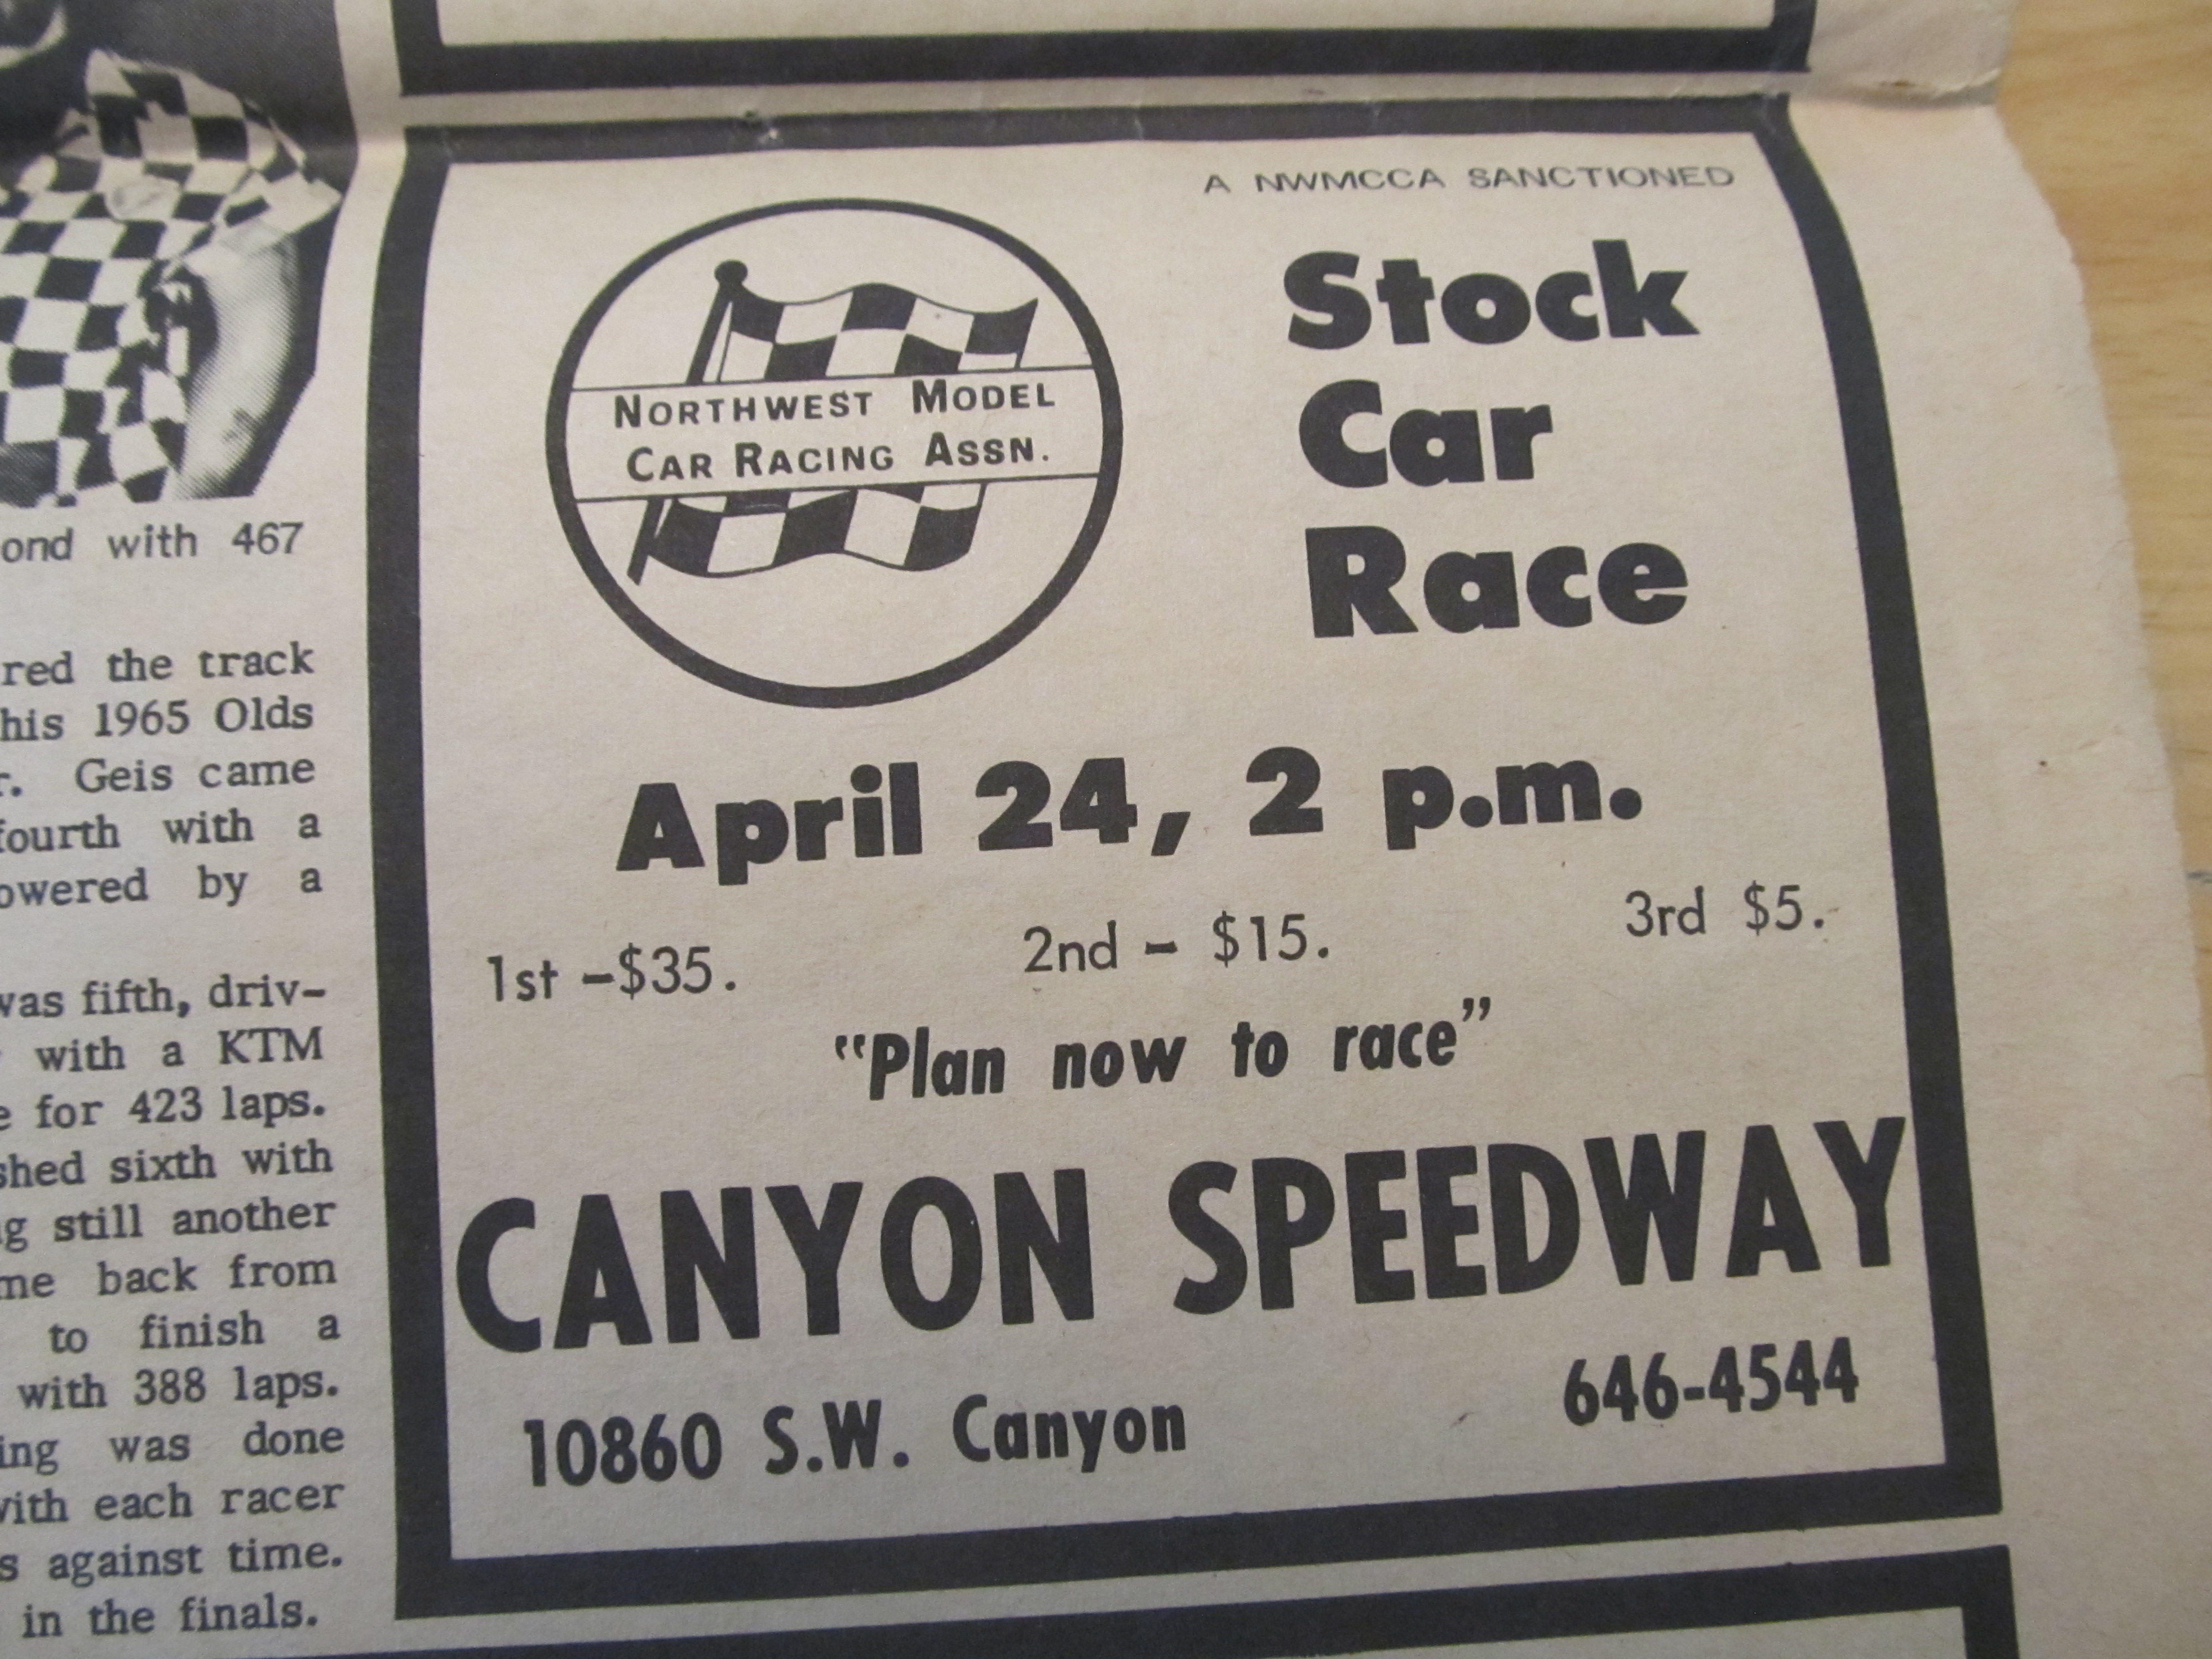 ond with 467
red the track
his 1965 Olds
r. Geis came
fourth with a
owered by a
was fifth, driv-
with a KTM
e for 423 laps.
shed sixth with
g still another
me back from
to finish a
with 388 laps.
ing was done
with each racer
s against time.
in the finals.
A NWMCCA SANCTIONED
NORTHWEST MODEL
CAR RACING ASSN.
Stock
Car
Race
April 24, 2 p.m.
1st -$35. 2nd - $15. 3rd $5.
"Plan now to race"
CANYON SPEEDWAY
10860 S.W. Canyon 646-4544